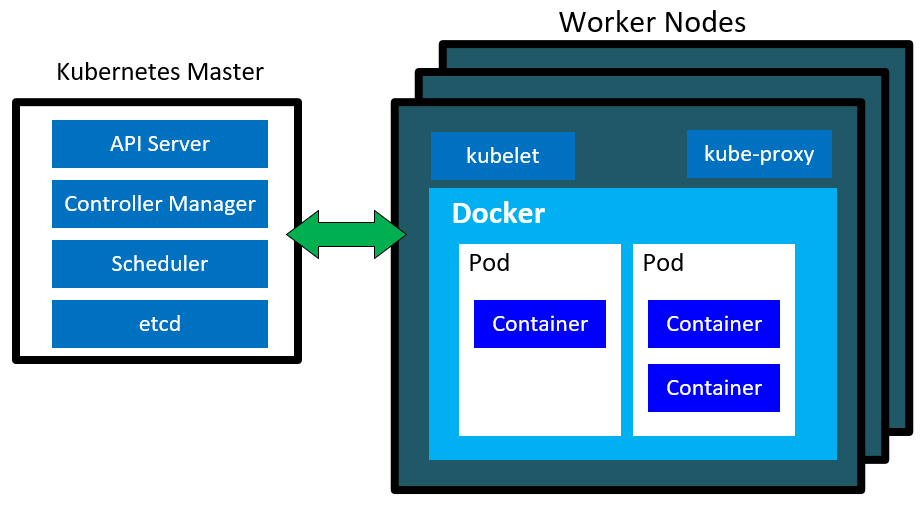 Worker Nodes
Kubernetes Master
API Server
Controller Manager
Scheduler
etcd
kubelet
kube-proxy
Docker
Pod
Container
Pod
Container
Container